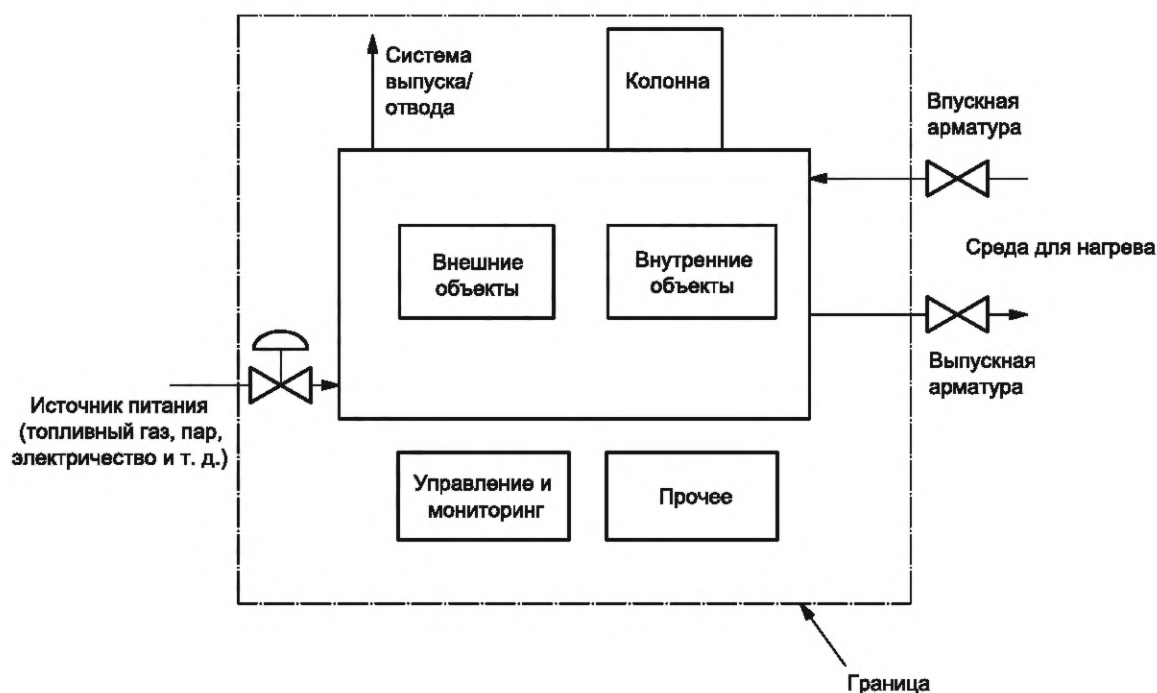 Система
выпуска/
отвода
Колонна
Впускная
арматура
Внешние
объекты
Внутренние
объекты
Среда для нагрева
Выпускная
арматура
Источник питания
(топливный газ, пар,
электричество и т. д.)
Управление и
мониторинг
Прочее
Граница